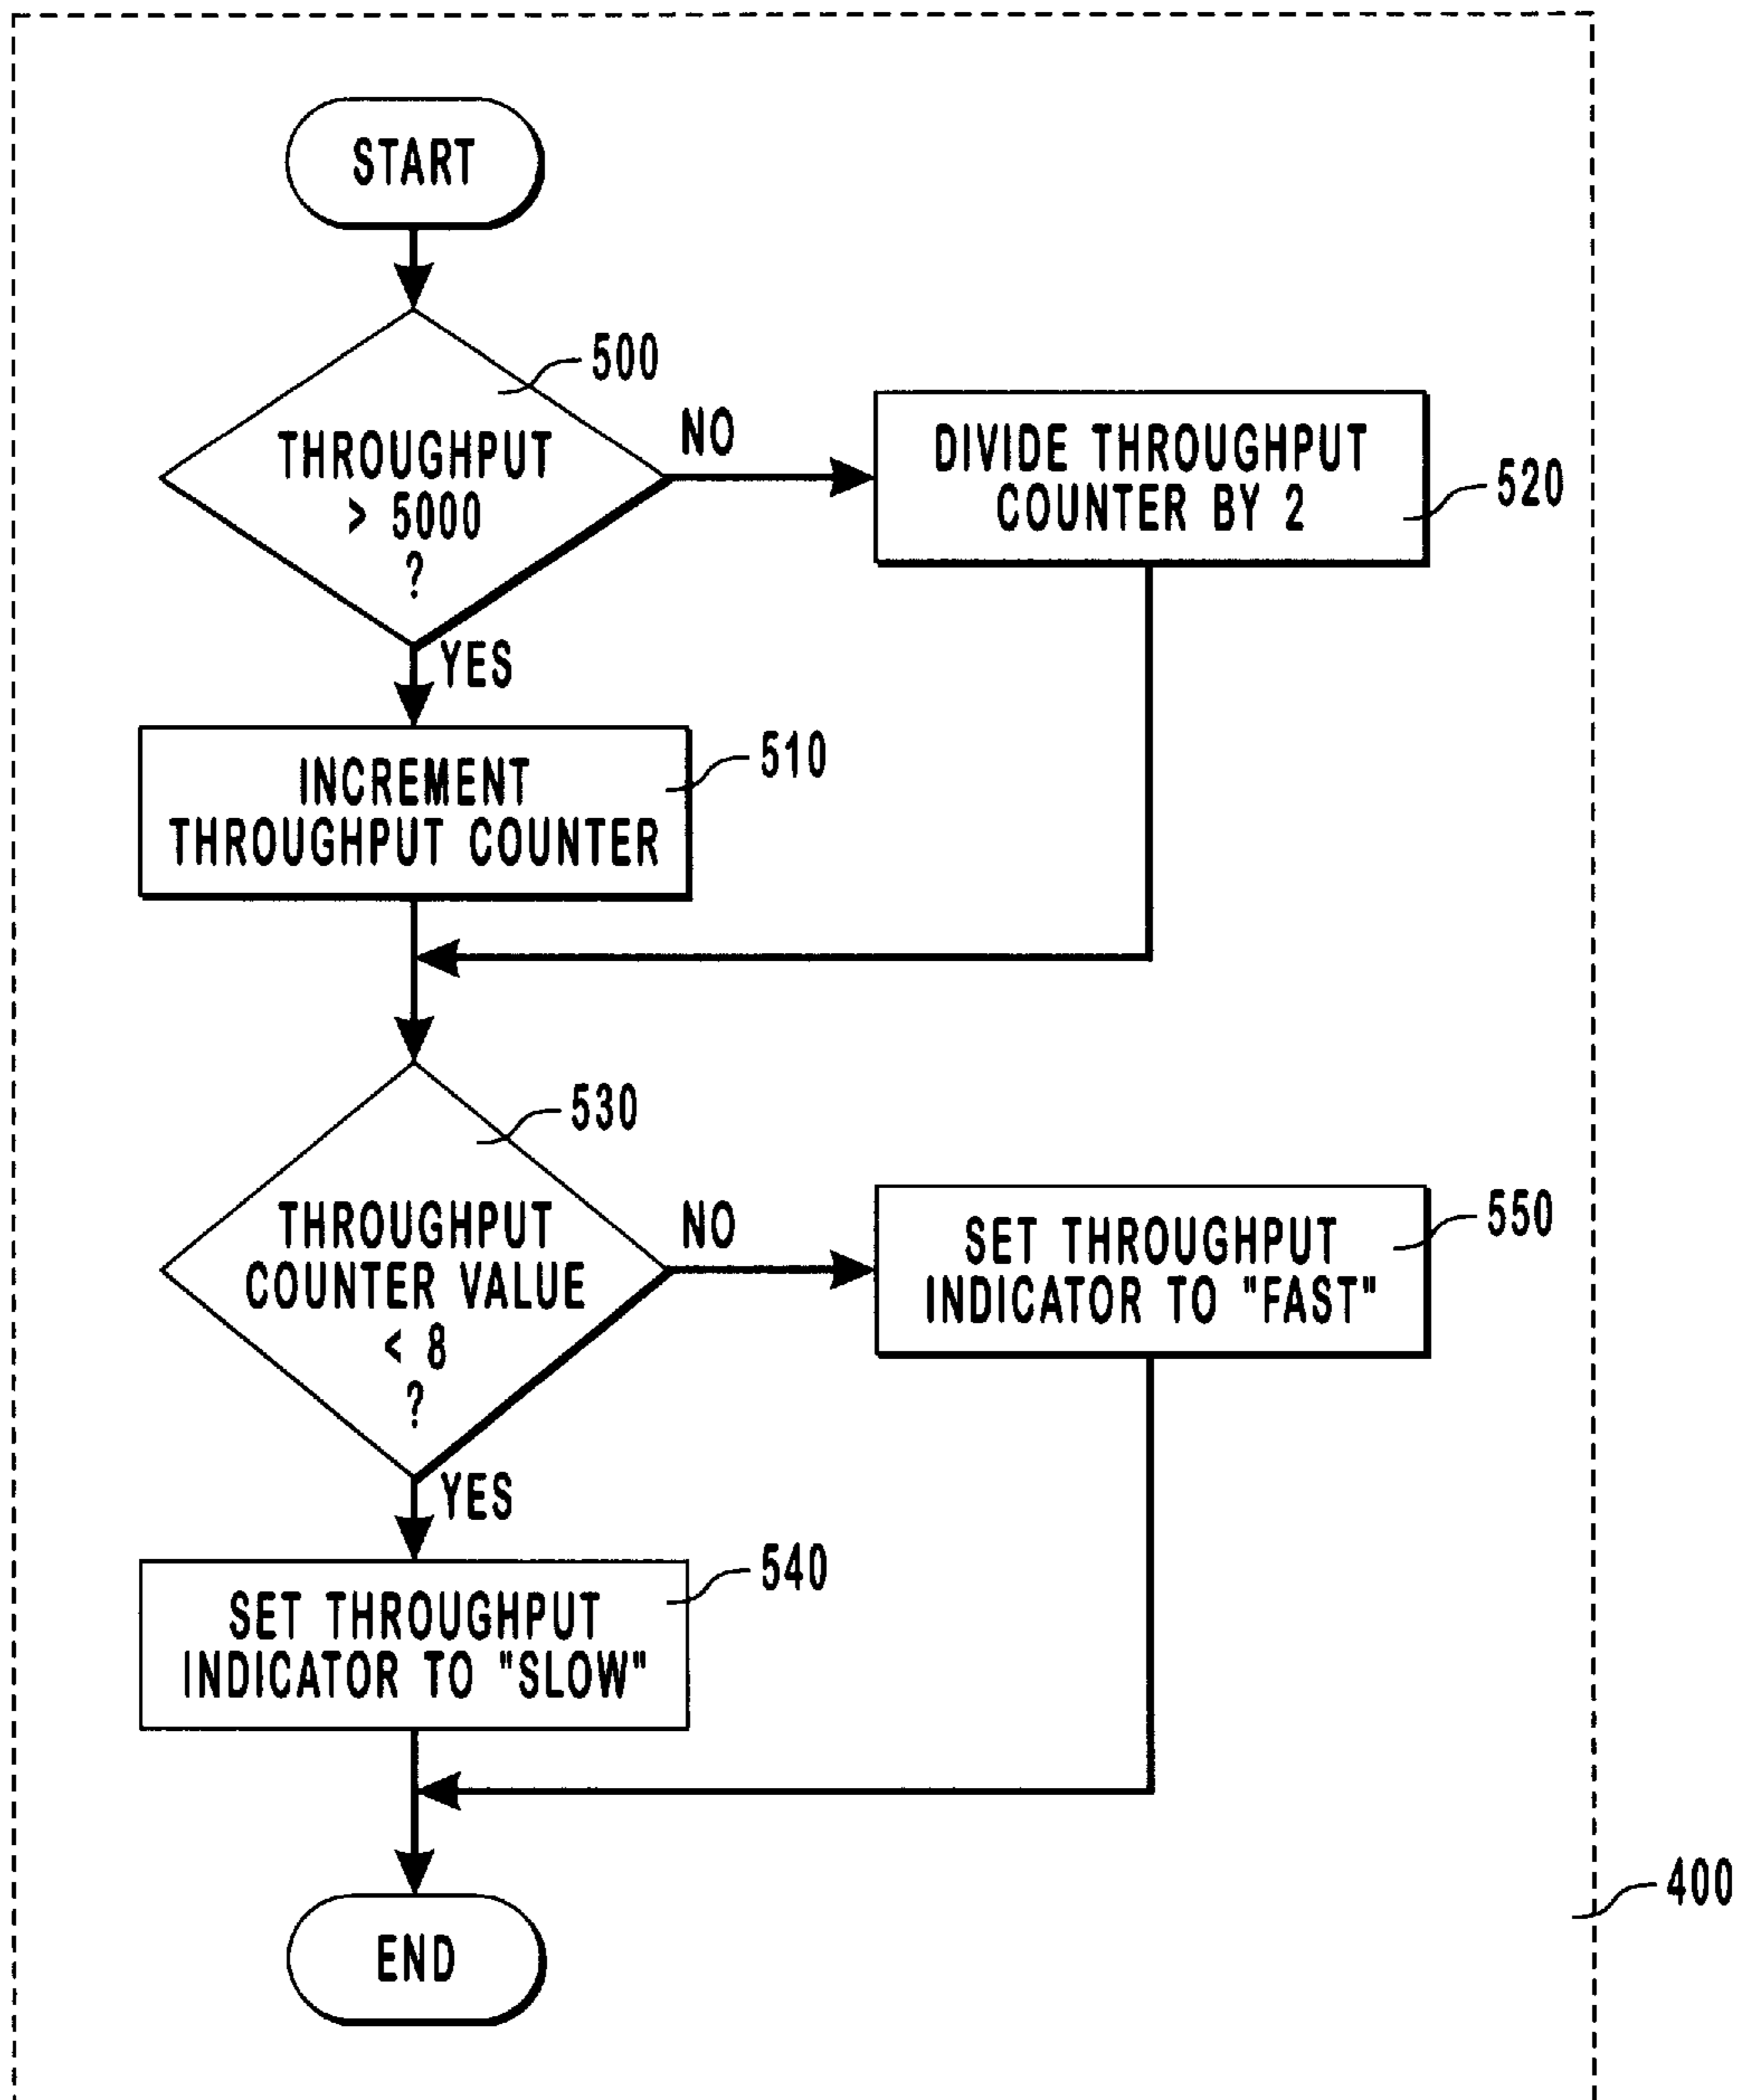 START
500
THROUGHPUT
> 5000
?
NO
DIVIDE THROUGHPUT
COUNTER BY 2
520
YES
INCREMENT
THROUGHPUT COUNTER
510
530
THROUGHPUT
COUNTER VALUE
< 8
?
NO
SET THROUGHPUT
INDICATOR TO "FAST"
550
YES
SET THROUGHPUT
INDICATOR TO "SLOW"
540
400
END